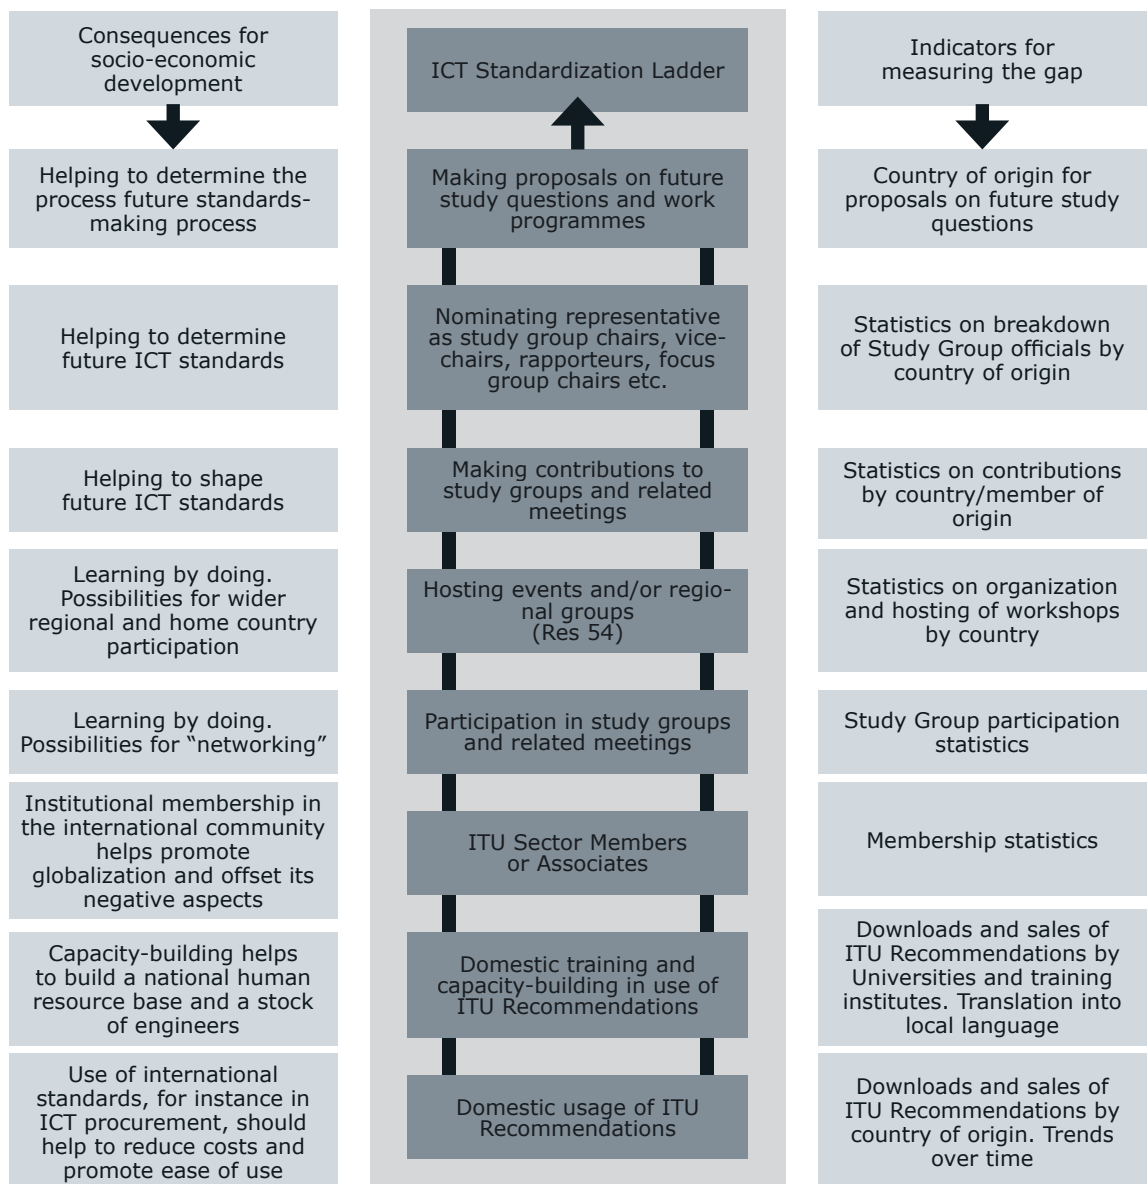 Consequences for
socio-economic
development
ICT Standardization Ladder
Indicators for
measuring the gap
Helping to determine the
process future standards-
making process
Making proposals on future
study questions and work
programmes
Country of origin for
proposals on future study
questions
Helping to determine
future ICT standards
Nominating representative
as study group chairs, vice-
chairs, rapporteurs, focus
group chairs etc.
Statistics on breakdown
of Study Group officials by
country of origin
Helping to shape
future ICT standards
Making contributions to
study groups and related
meetings
Statistics on contributions
by country/member of
origin
Learning by doing.
Possibilities for wider
regional and home country
participation
Hosting events and/or regio-
nal groups
(Res 54)
Statistics on organization
and hosting of workshops
by country
Learning by doing.
Possibilities for “networking”
Participation in study groups
and related meetings
Study Group participation
statistics
Institutional membership in
the international community
helps promote
globalization and offset its
negative aspects
ITU Sector Members
or Associates
Membership statistics
Capacity-building helps
to build a national human
resource base and a stock
of engineers
Domestic training and
capacity-building in use of
ITU Recommendations
Downloads and sales of
ITU Recommendations by
Universities and training
institutes. Translation into
local language
Use of international
standards, for instance in
ICT procurement, should
help to reduce costs and
promote ease of use
Domestic usage of ITU
Recommendations
Downloads and sales of
ITU Recommendations by
country of origin. Trends
over time